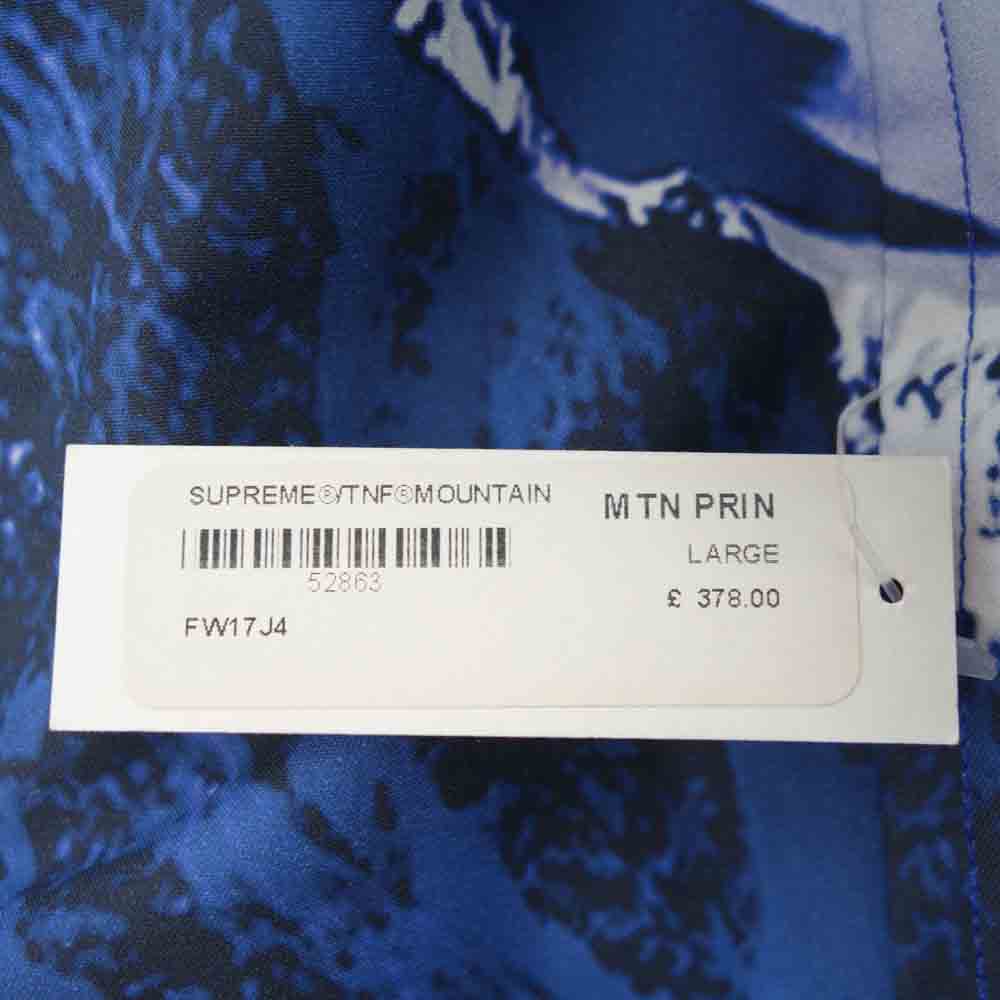 SUPREME®/TNF®MOUNTAIN
MTN PRIN
LARGE
52863
£ 378.00
FW17J4